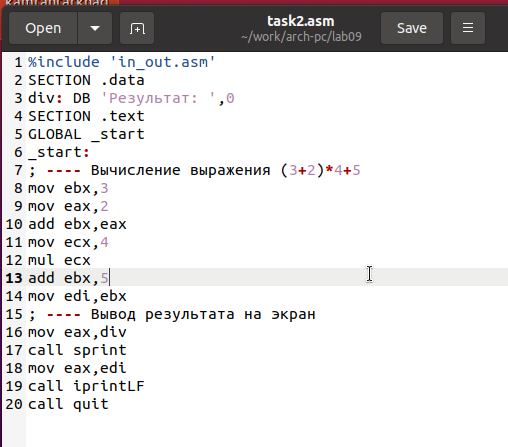 Open
task2.asm
~/work/arch-pc/lab09
Save
1 %include 'in_out.asm'
2 SECTION .data
3 div: DB 'Результат: ',0
4 SECTION .text
5 GLOBAL _start
6 _start:
7 ; ---- Вычисление выражения (3+2)*4+5
8 mov ebx,3
9 mov eax,2
10 add ebx,eax
11 mov ecx,4
12 mul ecx
13 add ebx,5
14 mov edi,ebx
15 ; ---- Вывод результата на экран
16 mov eax,div
17 call sprint
18 mov eax,edi
19 call iprintLF
20 call quit